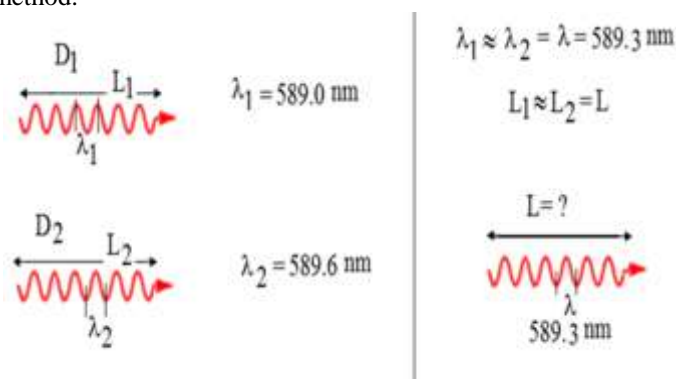 method.
D₁
L₁
λ₁ = 589.0 nm
λ₁
D₂
L₂
λ₂ = 589.6 nm
λ₂
λ₁ ≈ λ₂ = λ = 589.3 nm
L₁≈L₂=L
L= ?
λ
589.3 nm